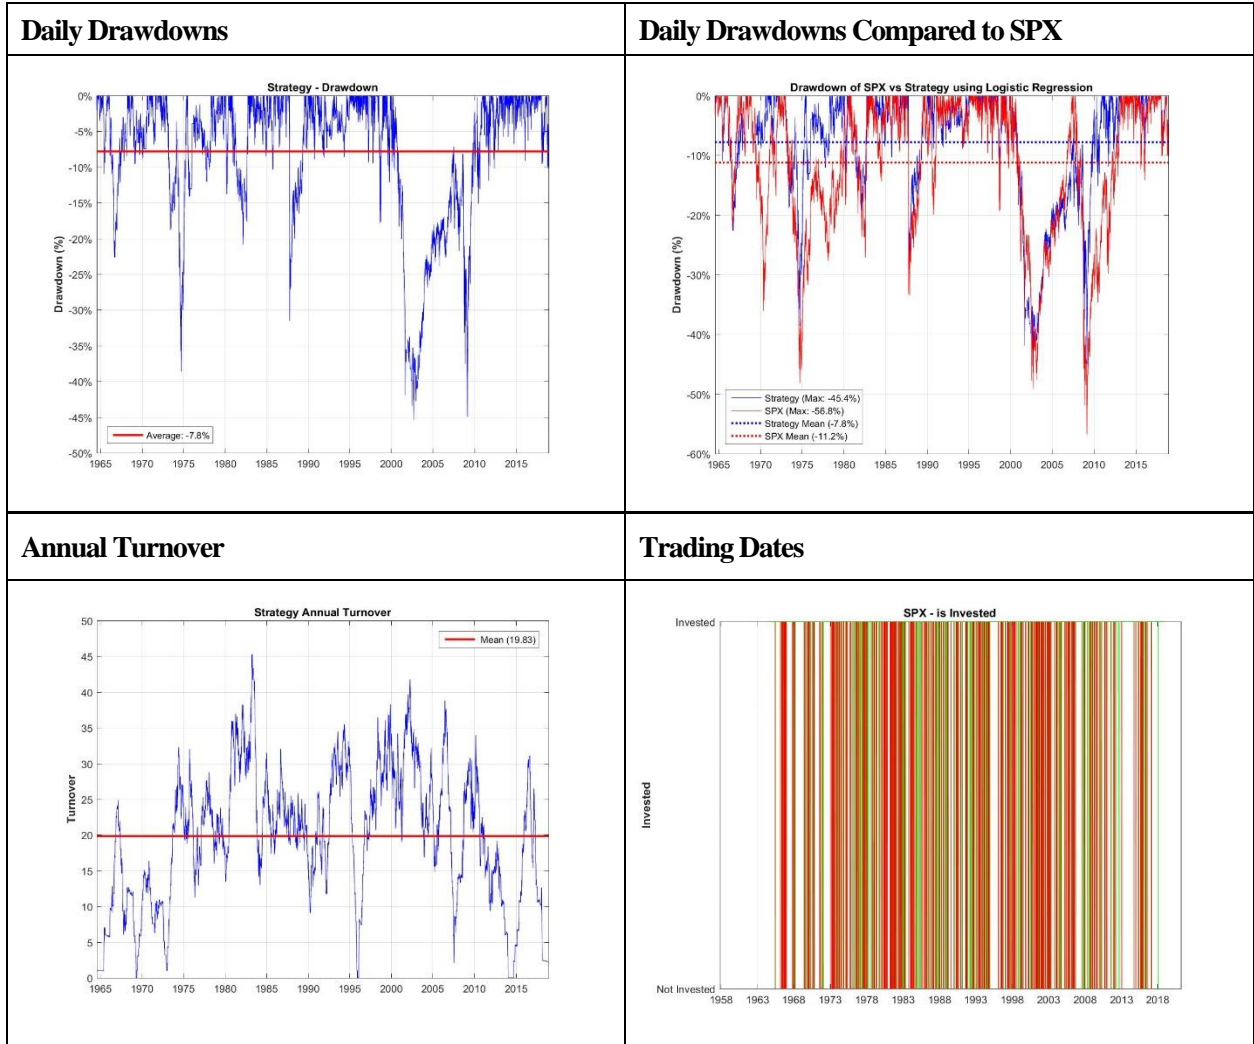 Daily Drawdowns
Daily Drawdowns Compared to SPX
Strategy - Drawdown
Drawdown (%)
0%
-5%
-10%
-15%
-20%
-25%
-30%
-35%
-40%
-45%
-50%
Average: -7.8%
1965 1970 1975 1980 1985 1990 1995 2000 2005 2010 2015
Drawdown of SPX vs Strategy using Logistic Regression
Drawdown (%)
0%
-10%
-20%
-30%
-40%
-50%
-60%
Strategy (Max: -45.4%)
SPX (Max: -56.8%)
Strategy Mean (-7.8%)
SPX Mean (-11.2%)
1965 1970 1975 1980 1985 1990 1995 2000 2005 2010 2015
Annual Turnover
Trading Dates
Strategy Annual Turnover
Turnover
50
45
40
35
30
25
20
15
10
5
0
Mean (19.83)
1965 1970 1975 1980 1985 1990 1995 2000 2005 2010 2015
SPX - is Invested
Invested
Invested
Not Invested
1958 1963 1968 1973 1978 1983 1988 1993 1998 2003 2008 2013 2018